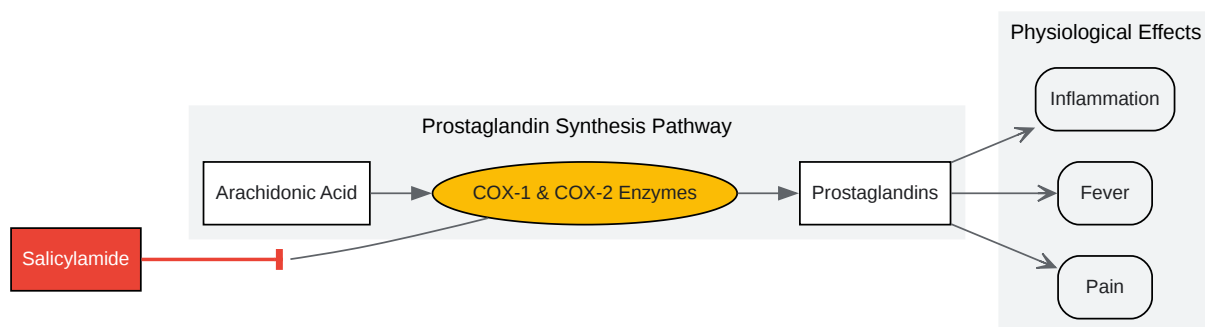 Physiological Effects
Inflammation
Prostaglandin Synthesis Pathway
Arachidonic Acid
COX-1 & COX-2 Enzymes
Prostaglandins
Fever
Salicylamide
Pain